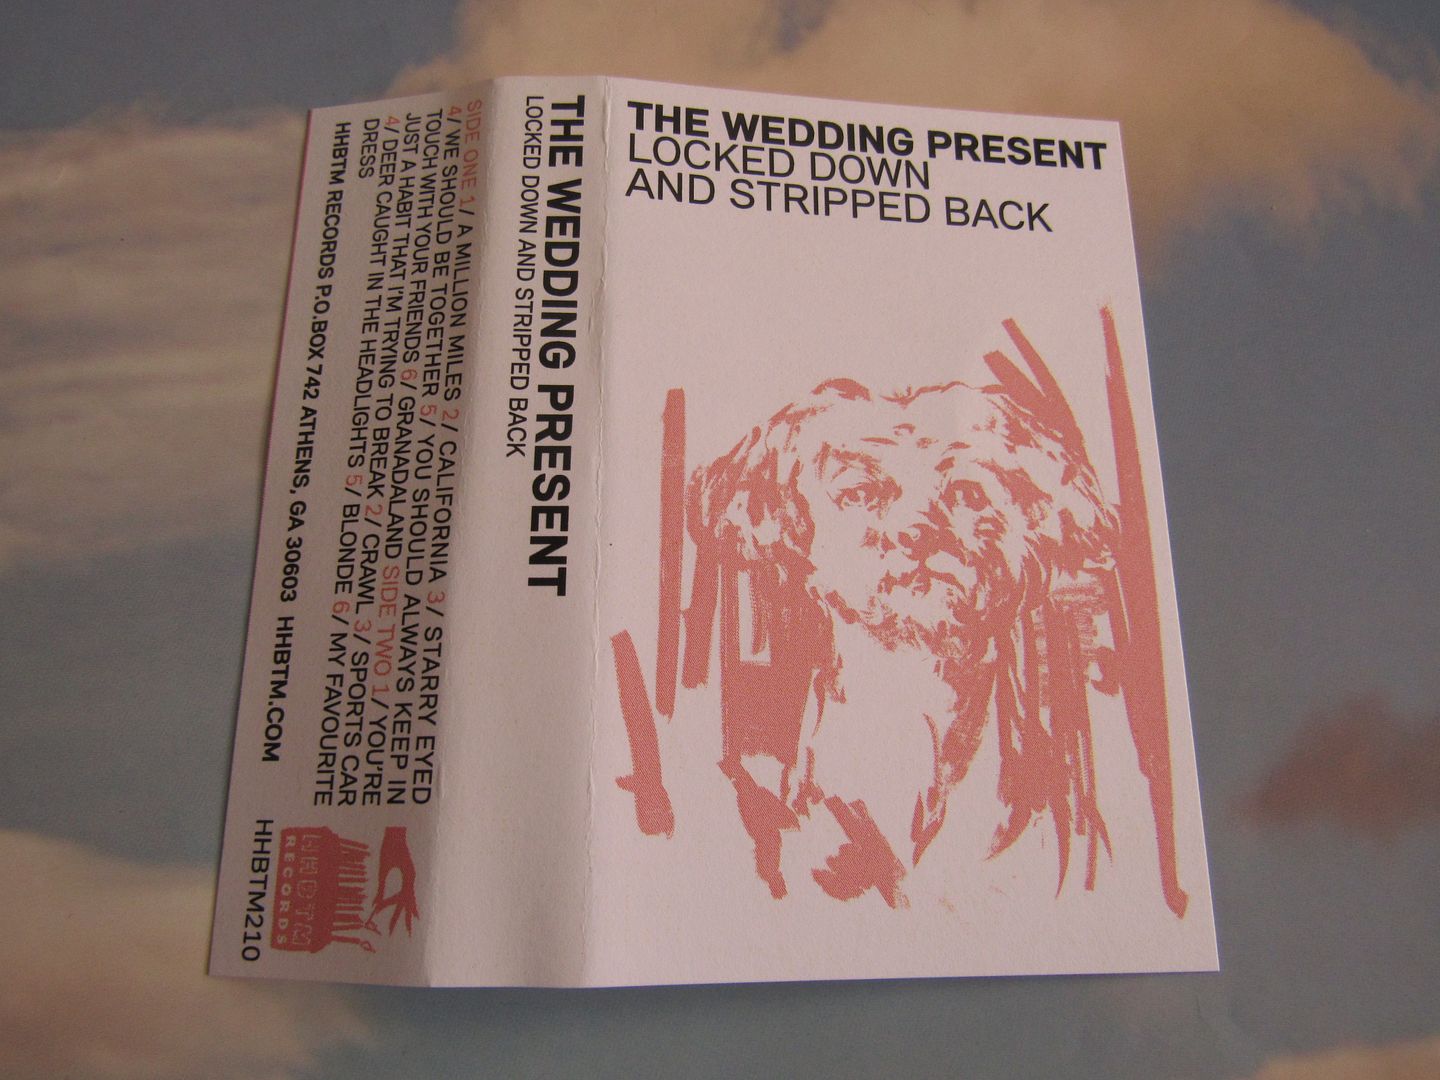 THE WEDDING PRESENT
LOCKED DOWN
AND STRIPPED BACK
THE WEDDING PRESENT
LOCKED DOWN AND STRIPPED BACK
SIDE ONE 1/ A MILLION MILES 2/ CALIFORNIA 3/ STARRY EYED
4/ WE SHOULD BE TOGETHER 5/ YOU SHOULD ALWAYS KEEP IN
TOUCH WITH YOUR FRIENDS 6/ GRANADALAND SIDE TWO 1/ YOU'RE
JUST A HABIT THAT I'M TRYING TO BREAK 2/ CRAWL 3/ SPORTS CAR
4/ DEER CAUGHT IN THE HEADLIGHTS 5/ BLONDE 6/ MY FAVOURITE
DRESS
HHBTM RECORDS P.O.BOX 742 ATHENS, GA 30603 HHBTM.COM
HHBTM
RECORDS
HHBTM210